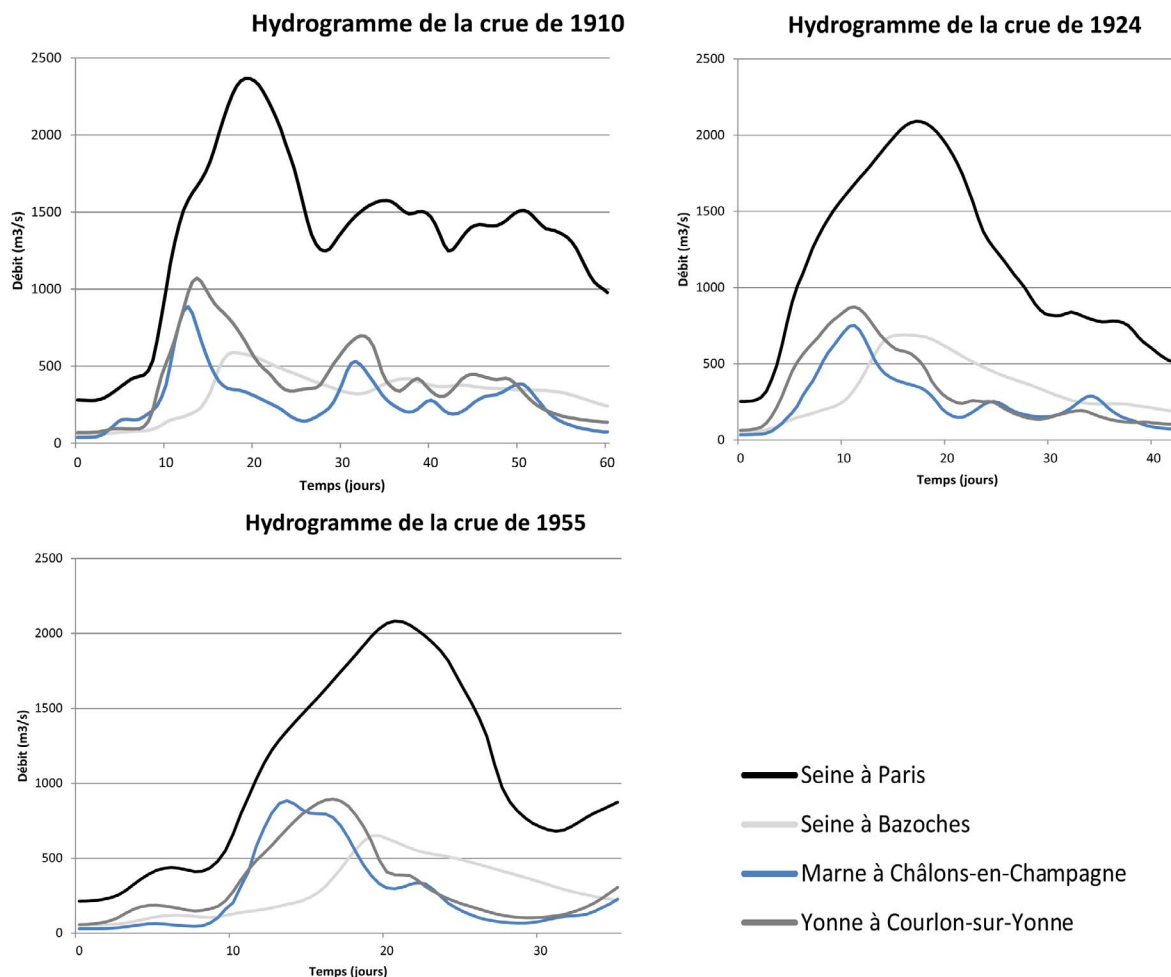 Hydrogramme de la crue de 1910
2500
2000
1500
1000
500
0
Débit (m3/s)
0 10 20 30 40 50 60
Temps (jours)
Hydrogramme de la crue de 1924
2500
2000
1500
1000
500
0
Débit (m3/s)
0 10 20 30 40
Temps (jours)
Hydrogramme de la crue de 1955
2500
2000
1500
1000
500
0
Débit (m3/s)
0 10 20 30
Temps (jours)
Seine à Paris
Seine à Bazoches
Marne à Châlons-en-Champagne
Yonne à Courlon-sur-Yonne